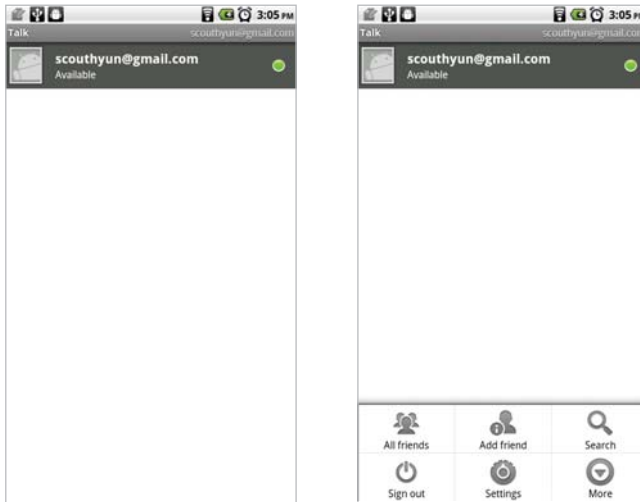 3:05 PM
Talk scouthyun@gmail.com
scouthyun@gmail.com
Available
3:05 PM
Talk scouthyun@gmail.com
scouthyun@gmail.com
Available
All friends Add friend Search
Sign out Settings More